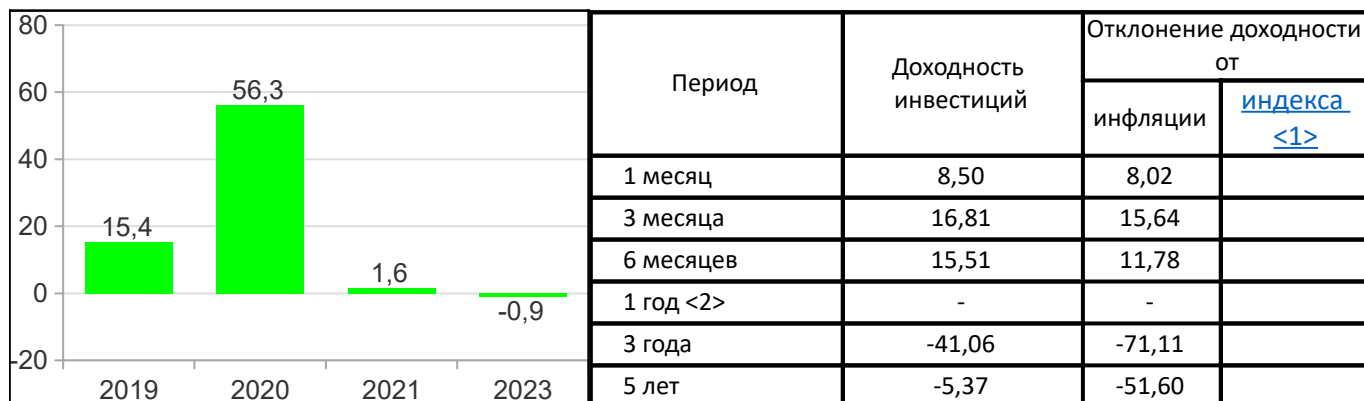 80
60
40
20
0
-20
15,4
56,3
1,6
-0,9
2019 2020 2021 2023
Период
Доходность
инвестиций
Отклонение доходности
от
инфляции
индекса
<1>
1 месяц 8,50 8,02
3 месяца 16,81 15,64
6 месяцев 15,51 11,78
1 год <2> - -
3 года -41,06 -71,11
5 лет -5,37 -51,60